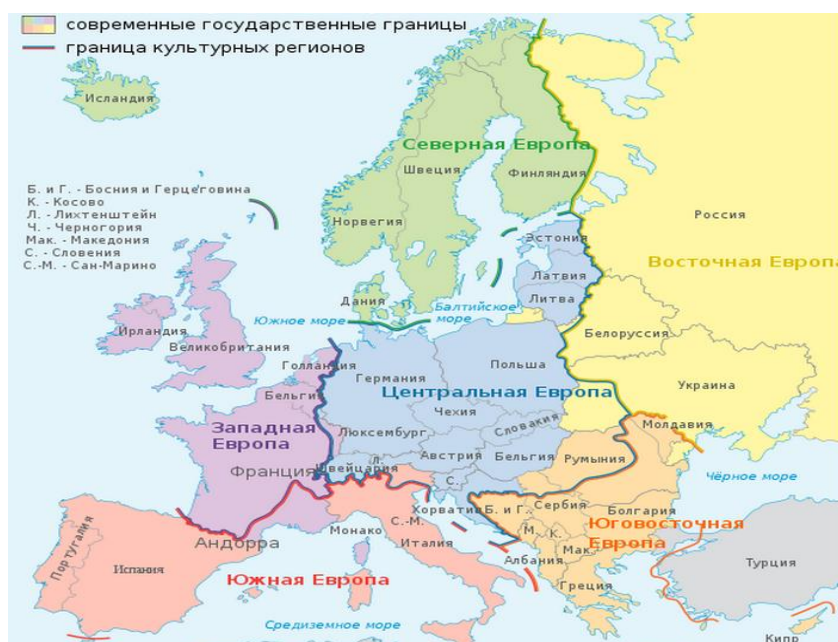 современные государственные границы
граница культурных регионов
Исландия
Б. и Г. - Босния и Герцеговина
К. - Косово
Л. - Лихтенштейн
Ч. - Черногория
Мак. - Македония
С. - Словения
С.-М. - Сан-Марино
Северная Европа
Швеция
Финляндия
Норвегия
Россия
Эстония
Восточная Европа
Латвия
Литва
Дания
Балтийское
море
Южное море
Ирландия
Великобритания
Белоруссия
Голландия
Германия
Польша
Украина
Бельги
Центральная Европа
Чехия
Западная
Европа
Люксембург
Словакия
Молдавия
Австрия
Бельгия
Румыния
Л.
Швейцария
Франция
С.
Чёрное море
Хорватия
Б. и Г.
Сербия
Болгария
Юговосточная
Европа
Монако
С.-М.
Италия
М.
К.
Мак.
Албания
Андорра
Португалия
Испания
Южная Европа
Греция
Турция
Средиземное море
Кипр